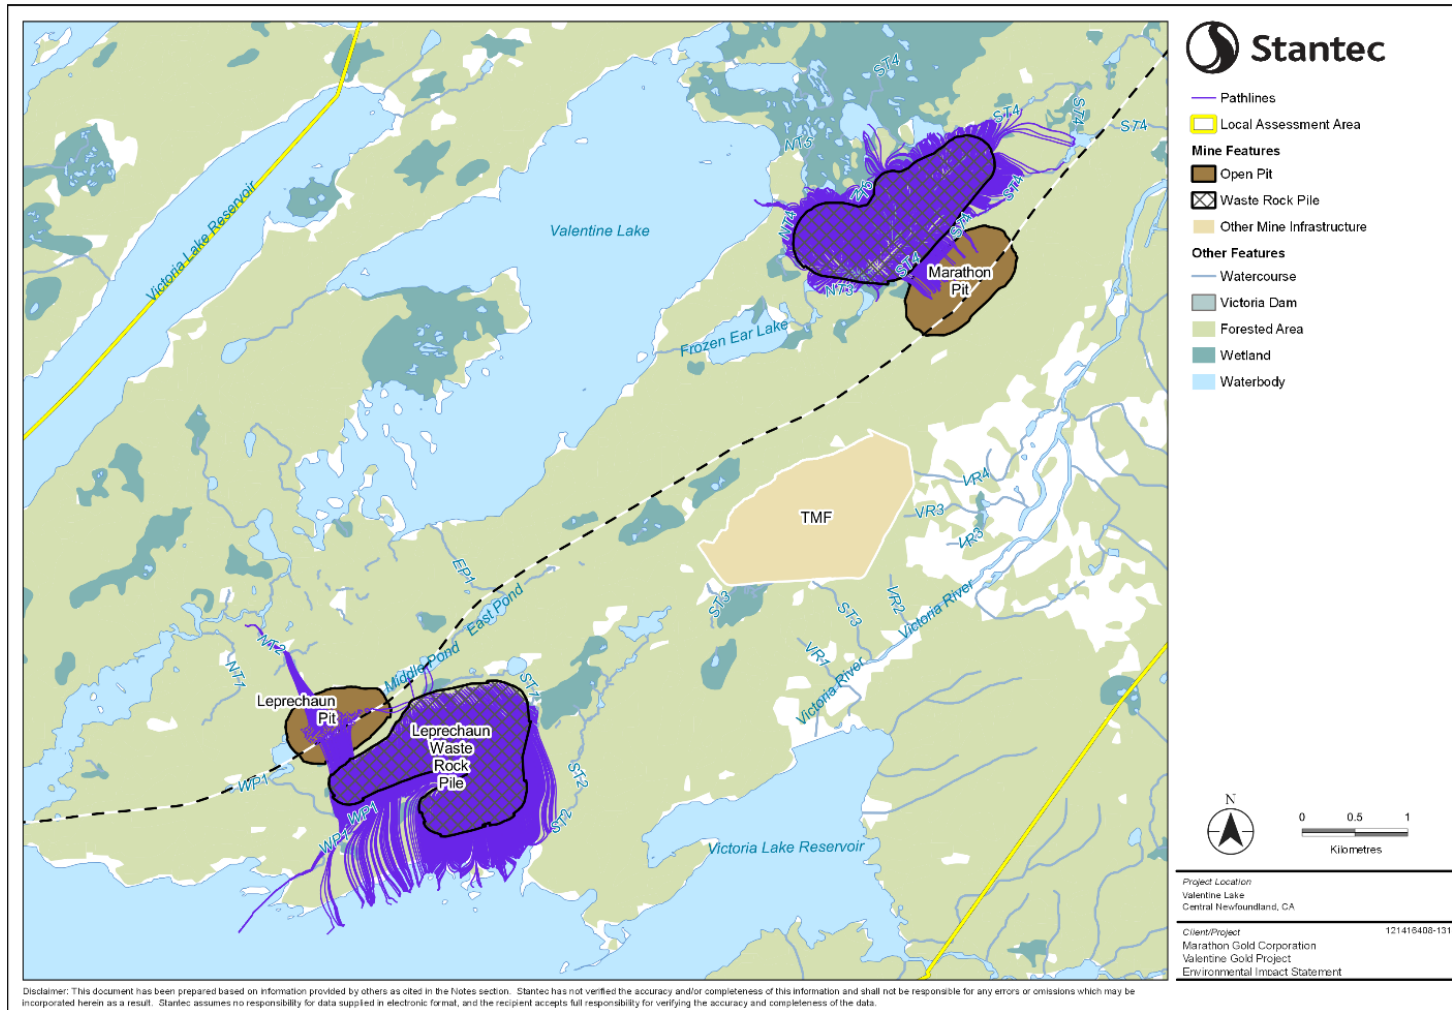 Stantec
Pathlines
Local Assessment Area
Mine Features
Open Pit
Waste Rock Pile
Other Mine Infrastructure
Other Features
Watercourse
Victoria Dam
Forested Area
Wetland
Waterbody
ST4
ST4
ST4
ST4
NT5
Victoria Lake Reservoir
Valentine Lake
NT4
ST4
ST4
ST4
Marathon
Pit
NT3
Frozen Ear Lake
VR4
TMF
VR3
VR3
EP1
East Pond
ST3
ST3
VR2
Victoria River
VR1
NT2
NT1
Middle Pond
ST1
Victoria River
Leprechaun
Pit
Leprechaun
Waste
Rock
Pile
WP1
WP1
WP1
ST2
ST2
Victoria Lake Reservoir
N
0 0.5 1
Kilometres
Project Location
Valentine Lake
Central Newfoundland, CA
Client/Project 121416408-131
Marathon Gold Corporation
Valentine Gold Project
Environmental Impact Statement
Disclaimer: This document has been prepared based on information provided by others as cited in the Notes section. Stantec has not verified the accuracy and/or completeness of this information and shall not be responsible for any errors or omissions which may be
incorporated herein as a result. Stantec assumes no responsibility for data supplied in electronic format, and the recipient accepts full responsibility for verifying the accuracy and completeness of the data.